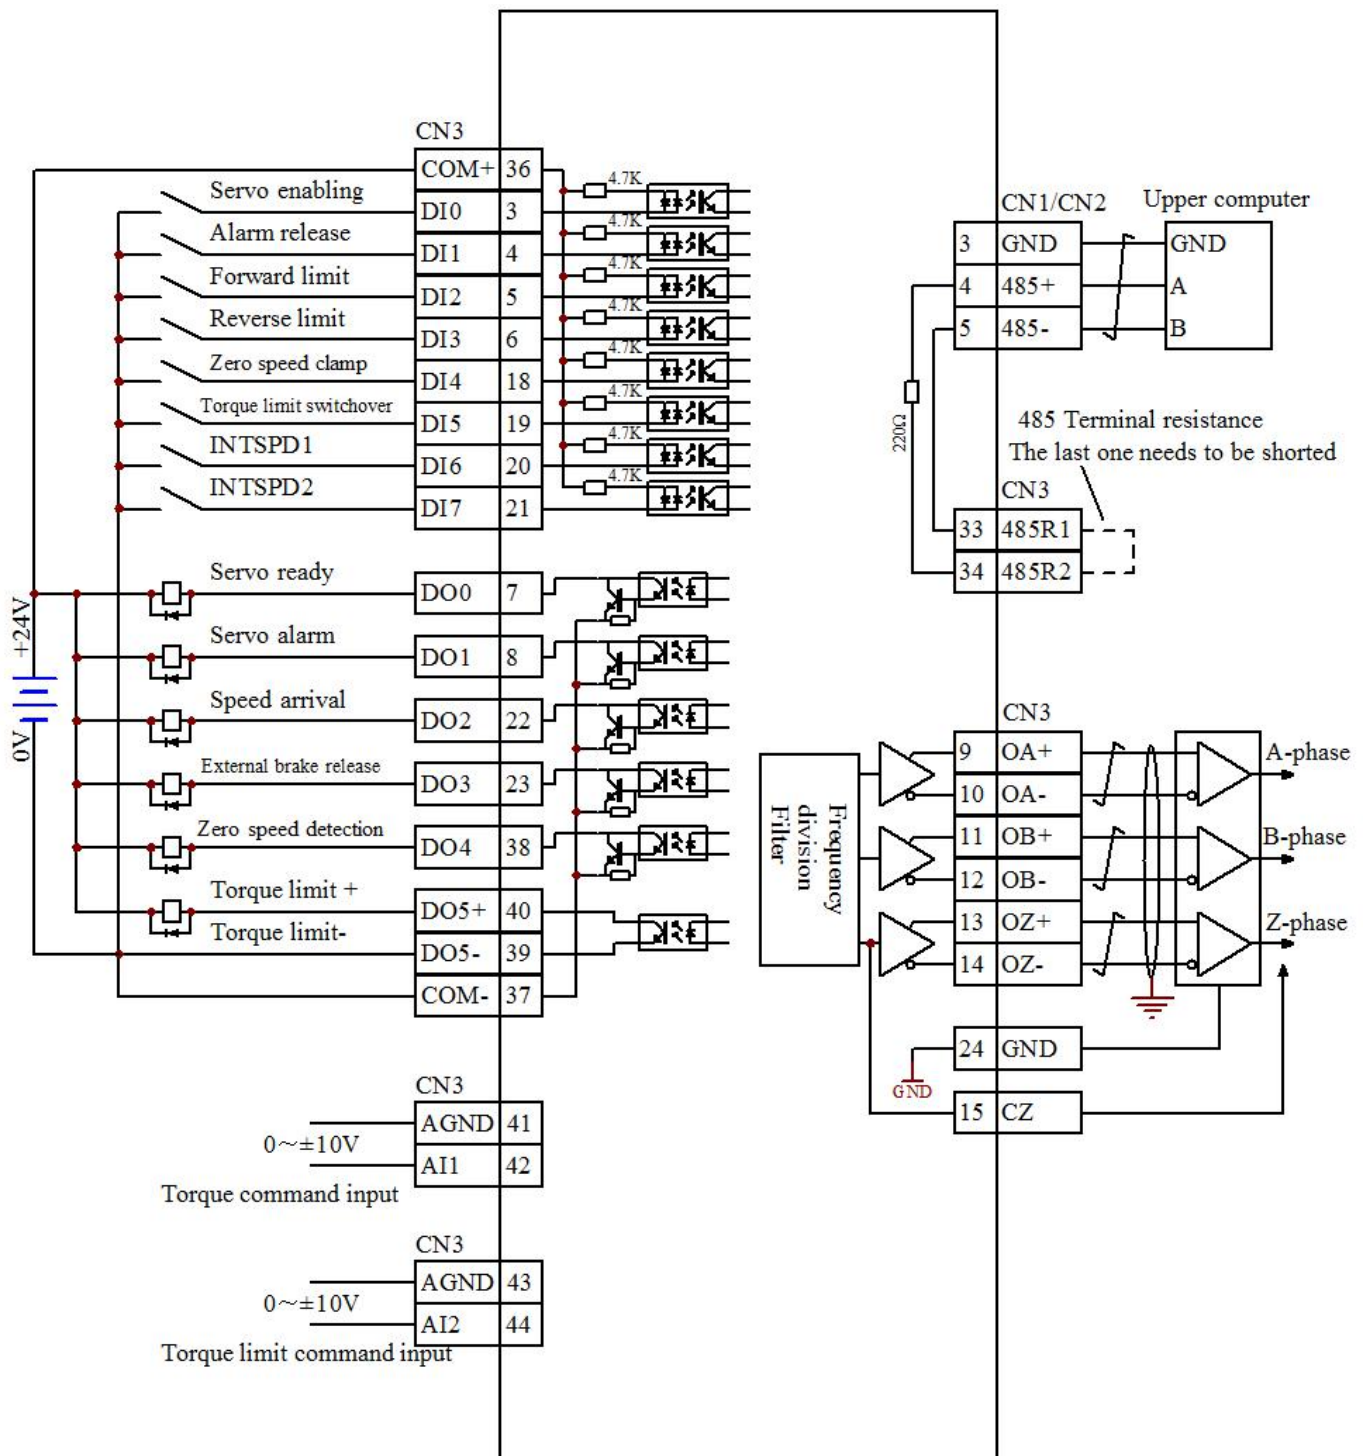 CN3
COM+ 36
4.7K
Servo enabling
DI0 3
4.7K
Alarm release
DI1 4
4.7K
Forward limit
DI2 5
4.7K
Reverse limit
DI3 6
4.7K
Zero speed clamp
DI4 18
4.7K
Torque limit switchover
DI5 19
4.7K
INTSPD1
DI6 20
4.7K
INTSPD2
DI7 21
Servo ready
DO0 7
Servo alarm
DO1 8
+24V
0V
Speed arrival
DO2 22
External brake release
DO3 23
Zero speed detection
DO4 38
Torque limit +
DO5+ 40
Torque limit-
DO5- 39
COM- 37
CN3
AGND 41
0～±10V
AI1 42
Torque command input
CN3
AGND 43
0～±10V
AI2 44
Torque limit command input
CN1/CN2
Upper computer
3 GND
GND
4 485+
A
5 485-
B
220Ω
485 Terminal resistance
The last one needs to be shorted
CN3
33 485R1
34 485R2
Frequency
division
Filter
CN3
9 OA+
A-phase
10 OA-
11 OB+
B-phase
12 OB-
13 OZ+
Z-phase
14 OZ-
24 GND
GND
15 CZ